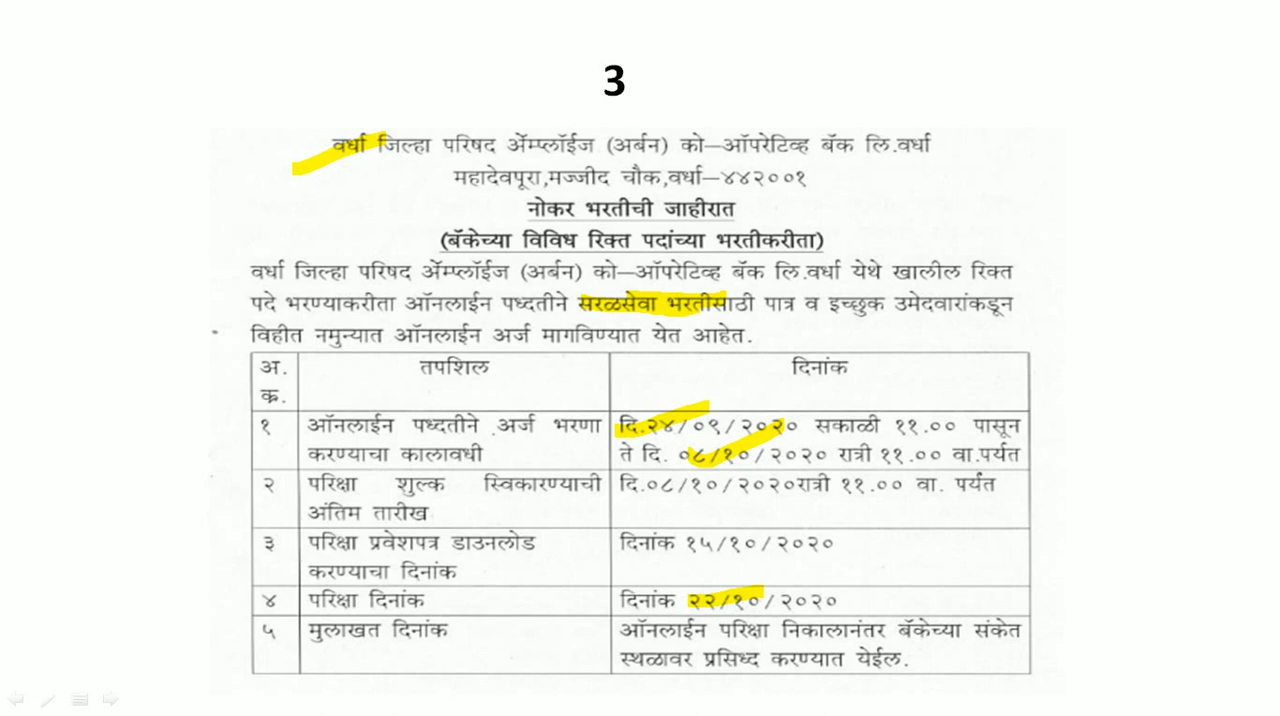 3
वर्धा जिल्हा परिषद ॲम्प्लॉईज (अर्बन) को–ऑपरेटिव्ह बॅक लि.वर्धा
महादेवपूरा,मज्जीद चौक,वर्धा–४४२००१
नोकर भरतीची जाहीरात
(बॅकेच्या विविध रिक्त पदांच्या भरतीकरीता)
वर्धा जिल्हा परिषद ॲम्प्लॉईज (अर्बन) को–ऑपरेटिव्ह बॅक लि.वर्धा येथे खालील रिक्त
पदे भरण्याकरीता ऑनलाईन पध्दतीने सरळसेवा भरतीसाठी पात्र व इच्छुक उमेदवारांकडून
विहीत नमुन्यात ऑनलाईन अर्ज मागविण्यात येत आहेत.
अ. क्र. तपशिल दिनांक
१ ऑनलाईन पध्दतीने अर्ज भरणा दि.२४/०९/२०२० सकाळी ११.०० पासून
करण्याचा कालावधी ते दि. ०८/१०/२०२० रात्री ११.०० वा.पर्यत
२ परिक्षा शुल्क स्विकारण्याची दि.०८/१०/२०२०रात्री ११.०० वा. पर्यंत
अंतिम तारीख
३ परिक्षा प्रवेशपत्र डाउनलोड दिनांक १५/१०/२०२०
करण्याचा दिनांक
४ परिक्षा दिनांक दिनांक २२/१०/२०२०
५ मुलाखत दिनांक ऑनलाईन परिक्षा निकालानंतर बॅकेच्या संकेत
स्थळावर प्रसिध्द करण्यात येईल.